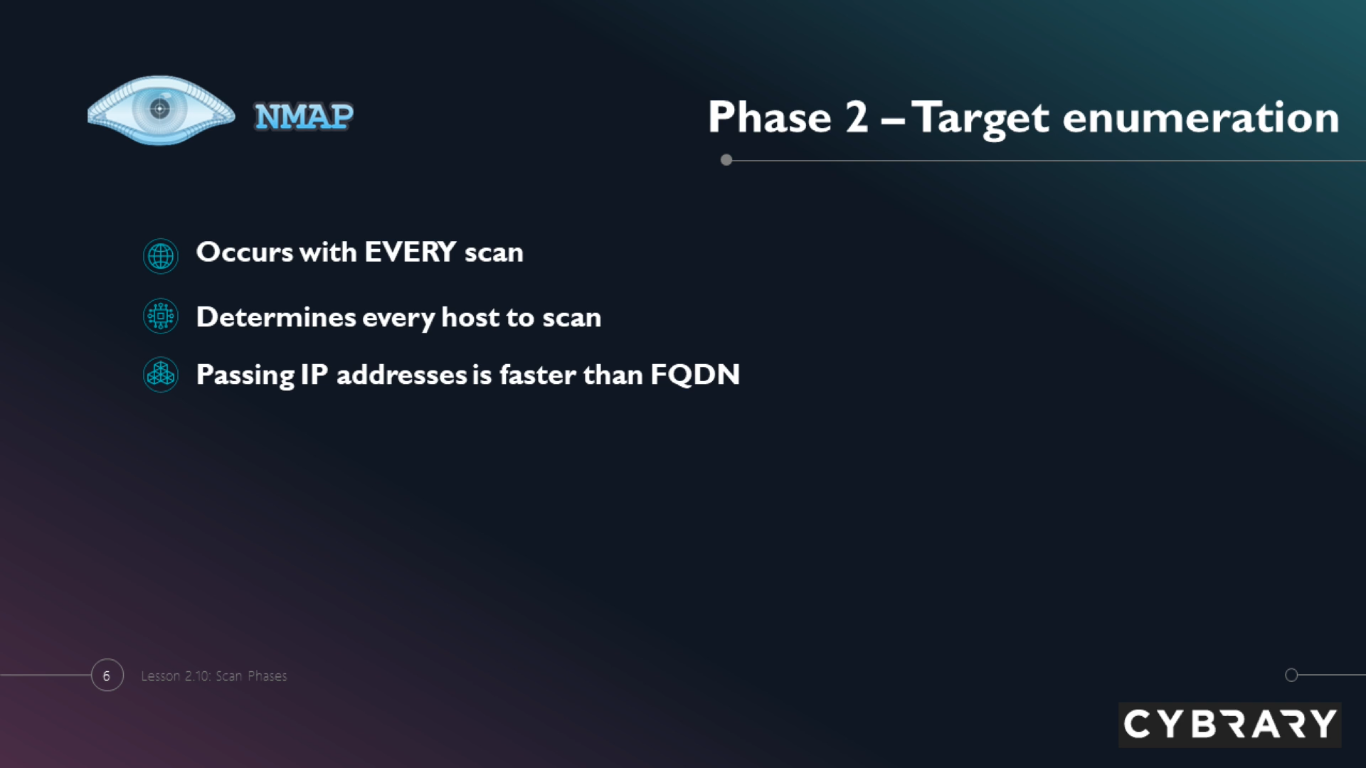 NMAP
Phase 2 – Target enumeration
Occurs with EVERY scan
Determines every host to scan
Passing IP addresses is faster than FQDN
6
Lesson 2.10: Scan Phases
CYBRARY